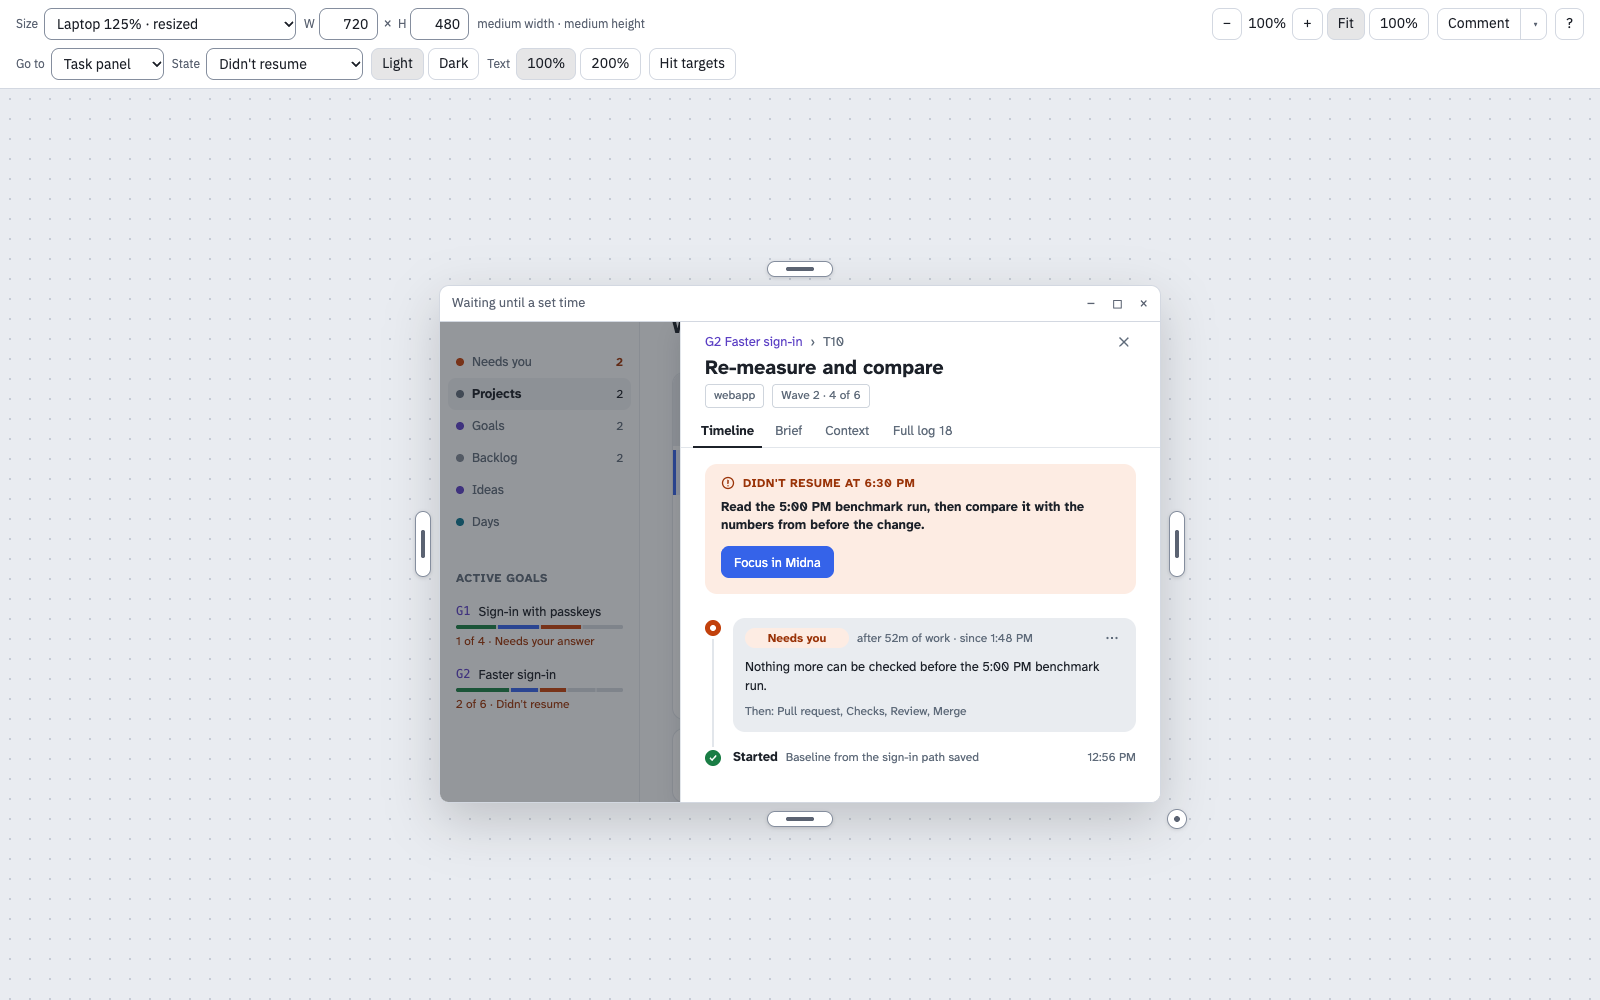 Size Laptop 125% · resized W 720 × H 480 medium width · medium height − 100% + Fit 100% Comment ?
Go to Task panel State Didn't resume Light Dark Text 100% 200% Hit targets
Waiting until a set time
Needs you 2
Projects 2
Goals 2
Backlog 2
Ideas
Days
ACTIVE GOALS
G1 Sign-in with passkeys
1 of 4 · Needs your answer
G2 Faster sign-in
2 of 6 · Didn't resume
G2 Faster sign-in › T10
Re-measure and compare
webapp Wave 2 · 4 of 6
Timeline Brief Context Full log 18
DIDN'T RESUME AT 6:30 PM
Read the 5:00 PM benchmark run, then compare it with the
numbers from before the change.
Focus in Midna
Needs you after 52m of work · since 1:48 PM ···
Nothing more can be checked before the 5:00 PM benchmark
run.
Then: Pull request, Checks, Review, Merge
Started Baseline from the sign-in path saved 12:56 PM